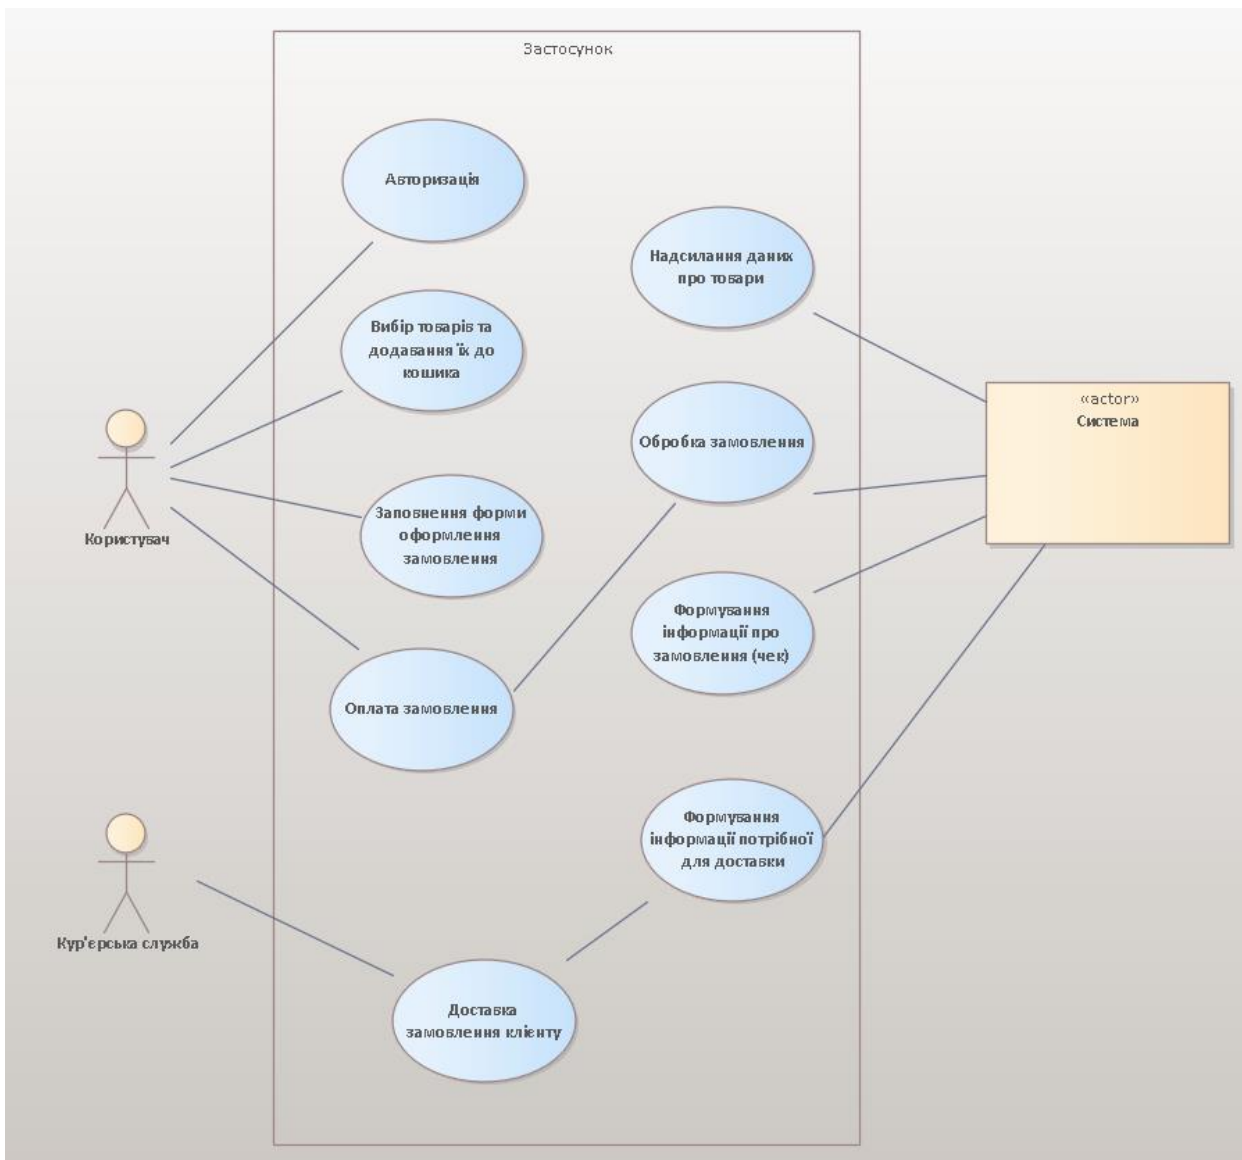 Застосунок
Авторизація
Надсилання даних
про товари
Вибір товарів та
додавання їх до
кошика
«actor»
Система
Обробка замовлення
Користувач
Заповнення форми
оформлення
замовлення
Формування
інформації про
замовлення (чек)
Оплата замовлення
Формування
інформації потрібної
для доставки
Кур'єрська служба
Доставка
замовлення клієнту